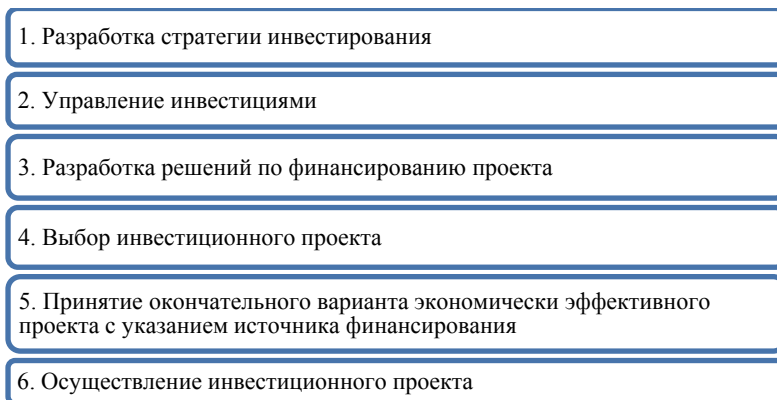 1. Разработка стратегии инвестирования
2. Управление инвестициями
3. Разработка решений по финансированию проекта
4. Выбор инвестиционного проекта
5. Принятие окончательного варианта экономически эффективного
проекта с указанием источника финансирования
6. Осуществление инвестиционного проекта